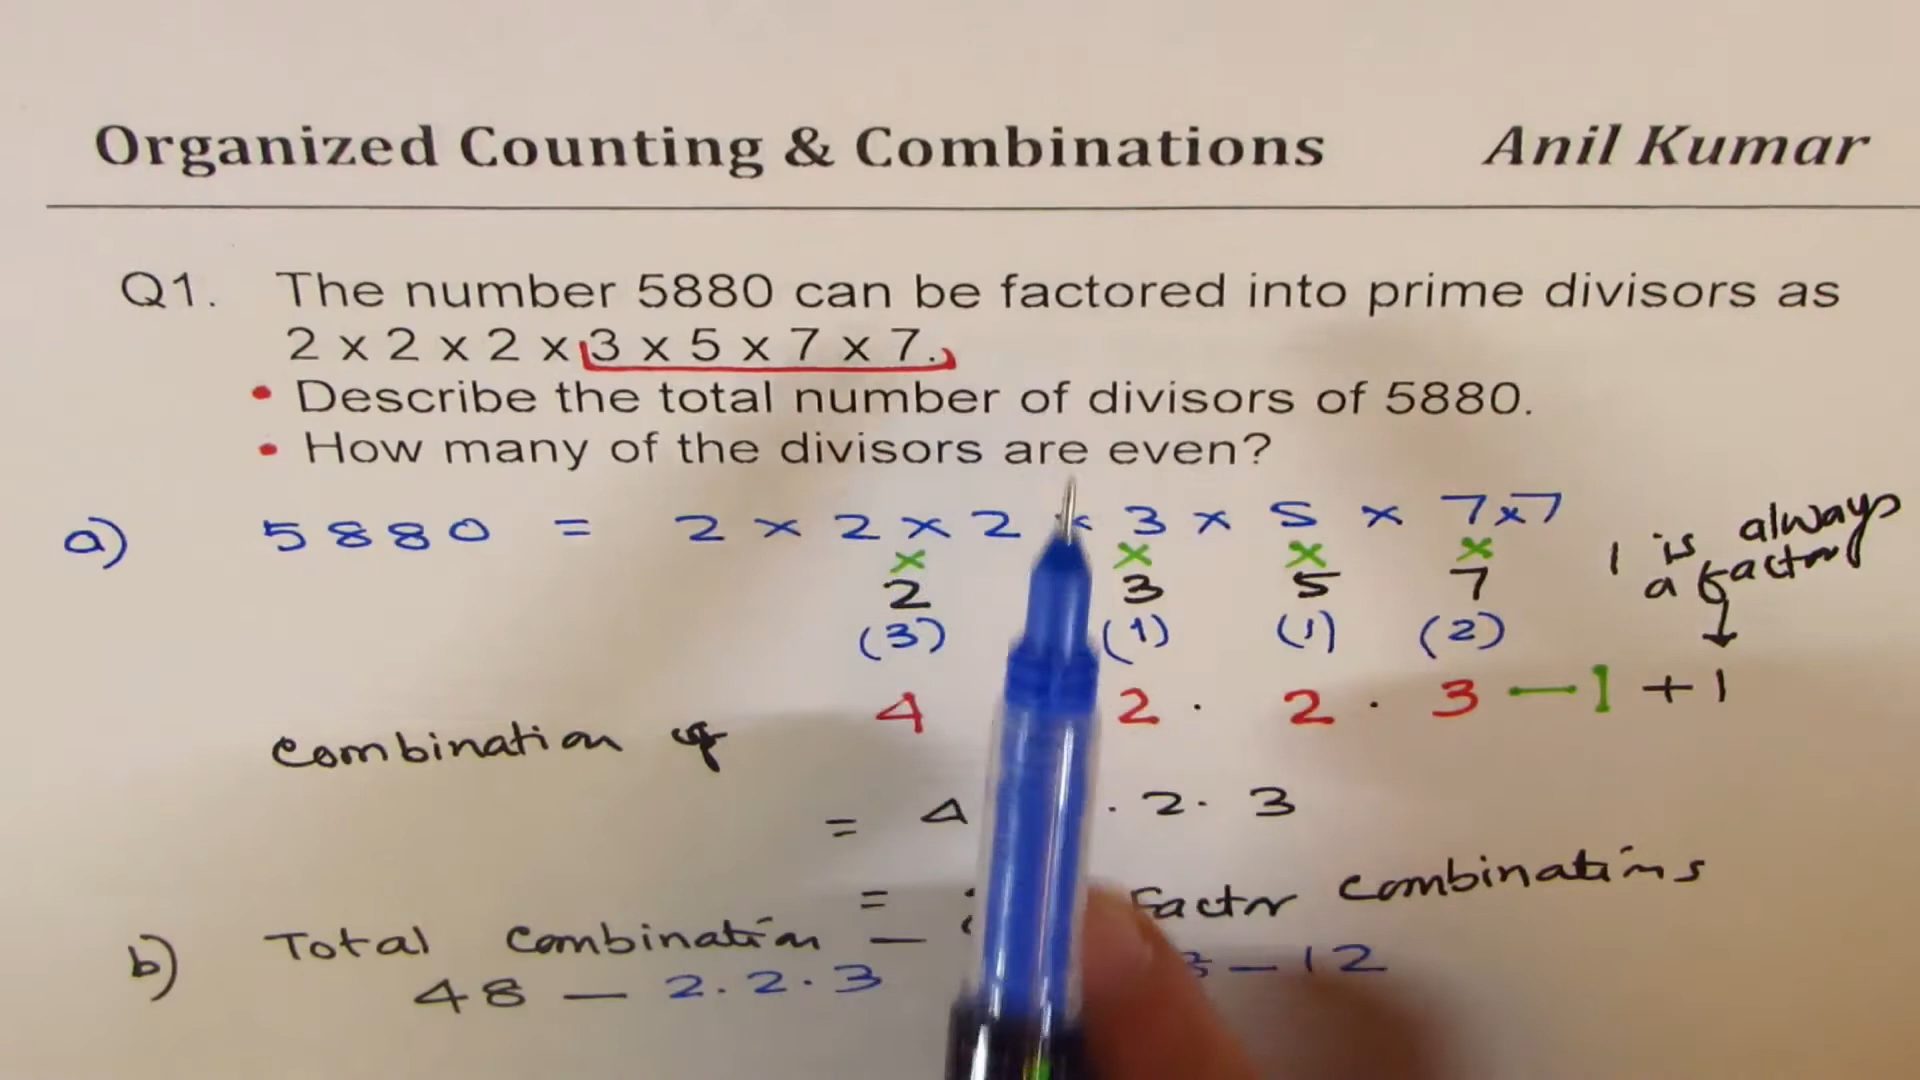 Organized Counting & Combinations Anil Kumar
Q1. The number 5880 can be factored into prime divisors as
2 x 2 x 2 x 3 x 5 x 7 x 7.
• Describe the total number of divisors of 5880.
• How many of the divisors are even?
a) 5880 = 2 × 2 × 2 × 3 × 5 × 7×7
1 is always
a factor
× × × ×
2 3 5 7
(3) (1) (1) (2)
4 2 · 2 · 3 — 1 + 1
Combination of
= 4 · 2 · 3
= Factor Combinations
b) Total Combination —
48 — 2.2.3 — 12